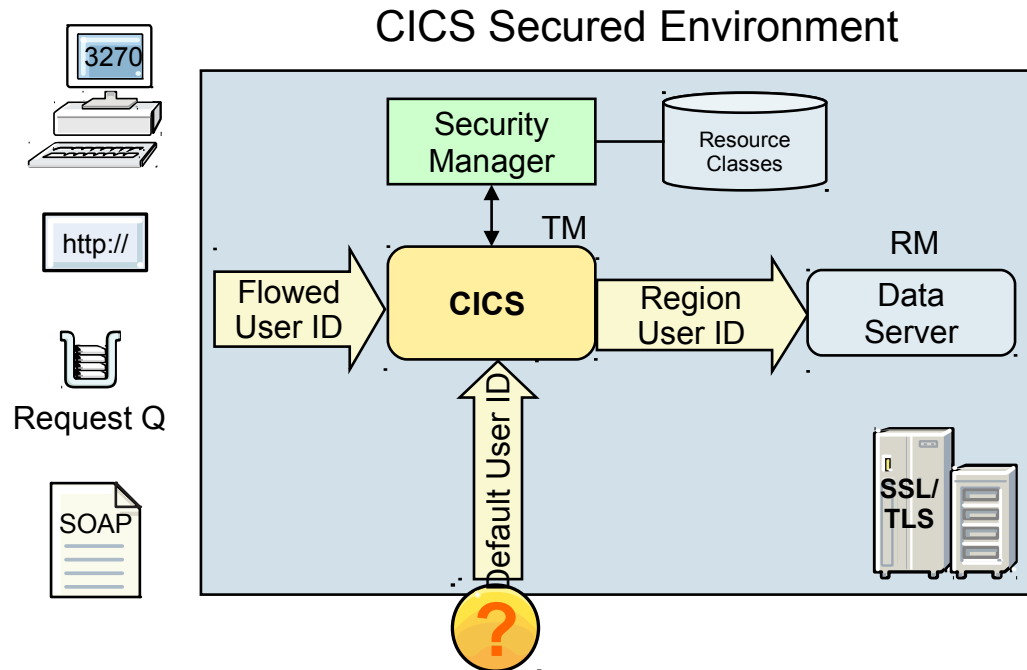 CICS Secured Environment
3270
Security
Manager
Resource
Classes
http://
TM
RM
Flowed
User ID
CICS
Region
User ID
Data
Server
Request Q
Default User ID
SSL/
TLS
SOAP
?